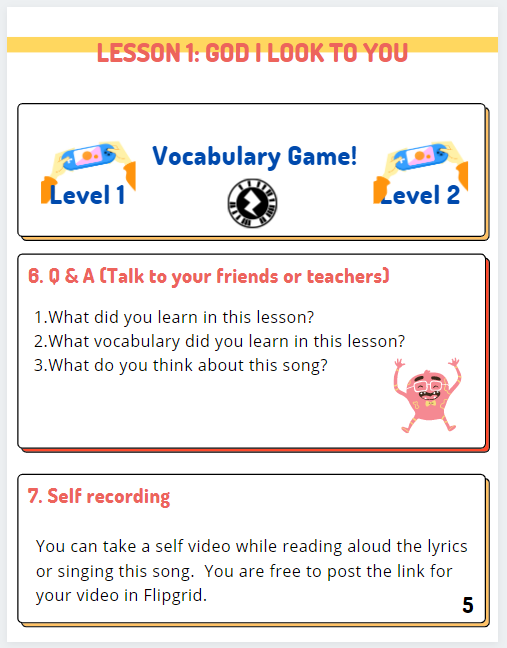 LESSON 1: GOD I LOOK TO YOU
Vocabulary Game!
Level 1
Level 2
6. Q & A (Talk to your friends or teachers)
1.What did you learn in this lesson?
2.What vocabulary did you learn in this lesson?
3.What do you think about this song?
7. Self recording
You can take a self video while reading aloud the lyrics
or singing this song.  You are free to post the link for
your video in Flipgrid.
5